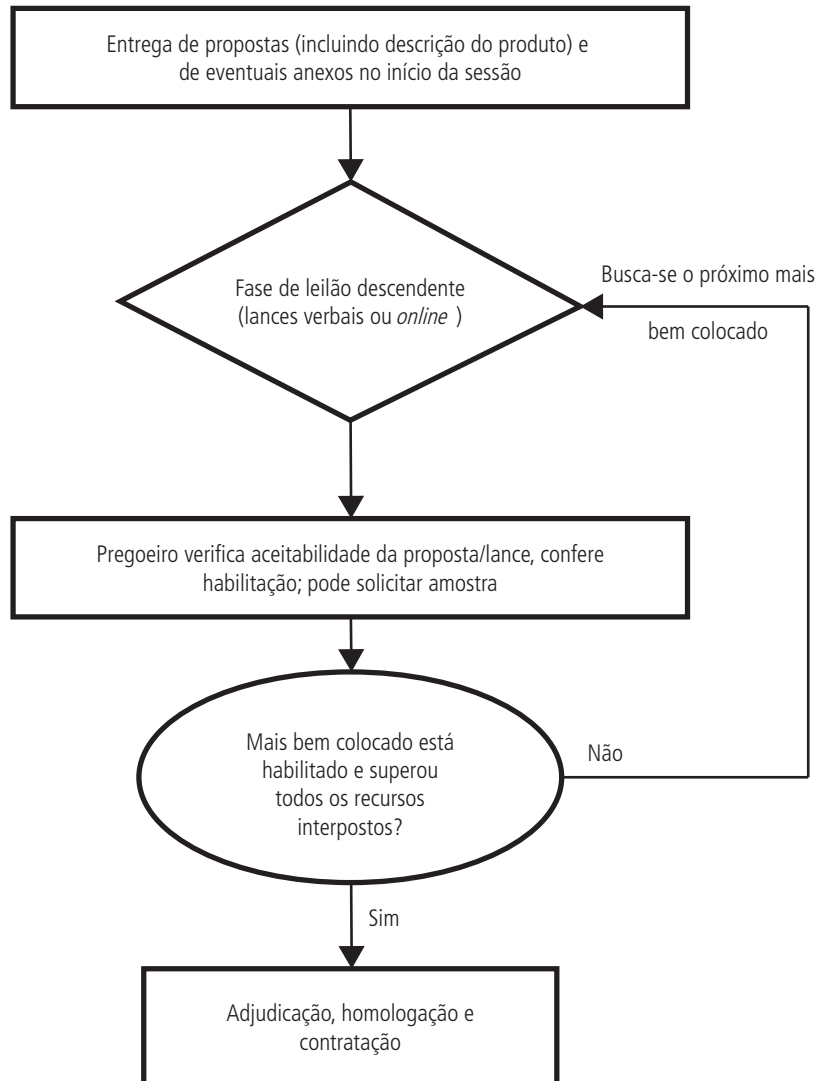 Entrega de propostas (incluindo descrição do produto) e
de eventuais anexos no início da sessão
Fase de leilão descendente
(lances verbais ou online )
Busca-se o próximo mais
bem colocado
Pregoeiro verifica aceitabilidade da proposta/lance, confere
habilitação; pode solicitar amostra
Mais bem colocado está
habilitado e superou
todos os recursos
interpostos?
Não
Sim
Adjudicação, homologação e
contratação